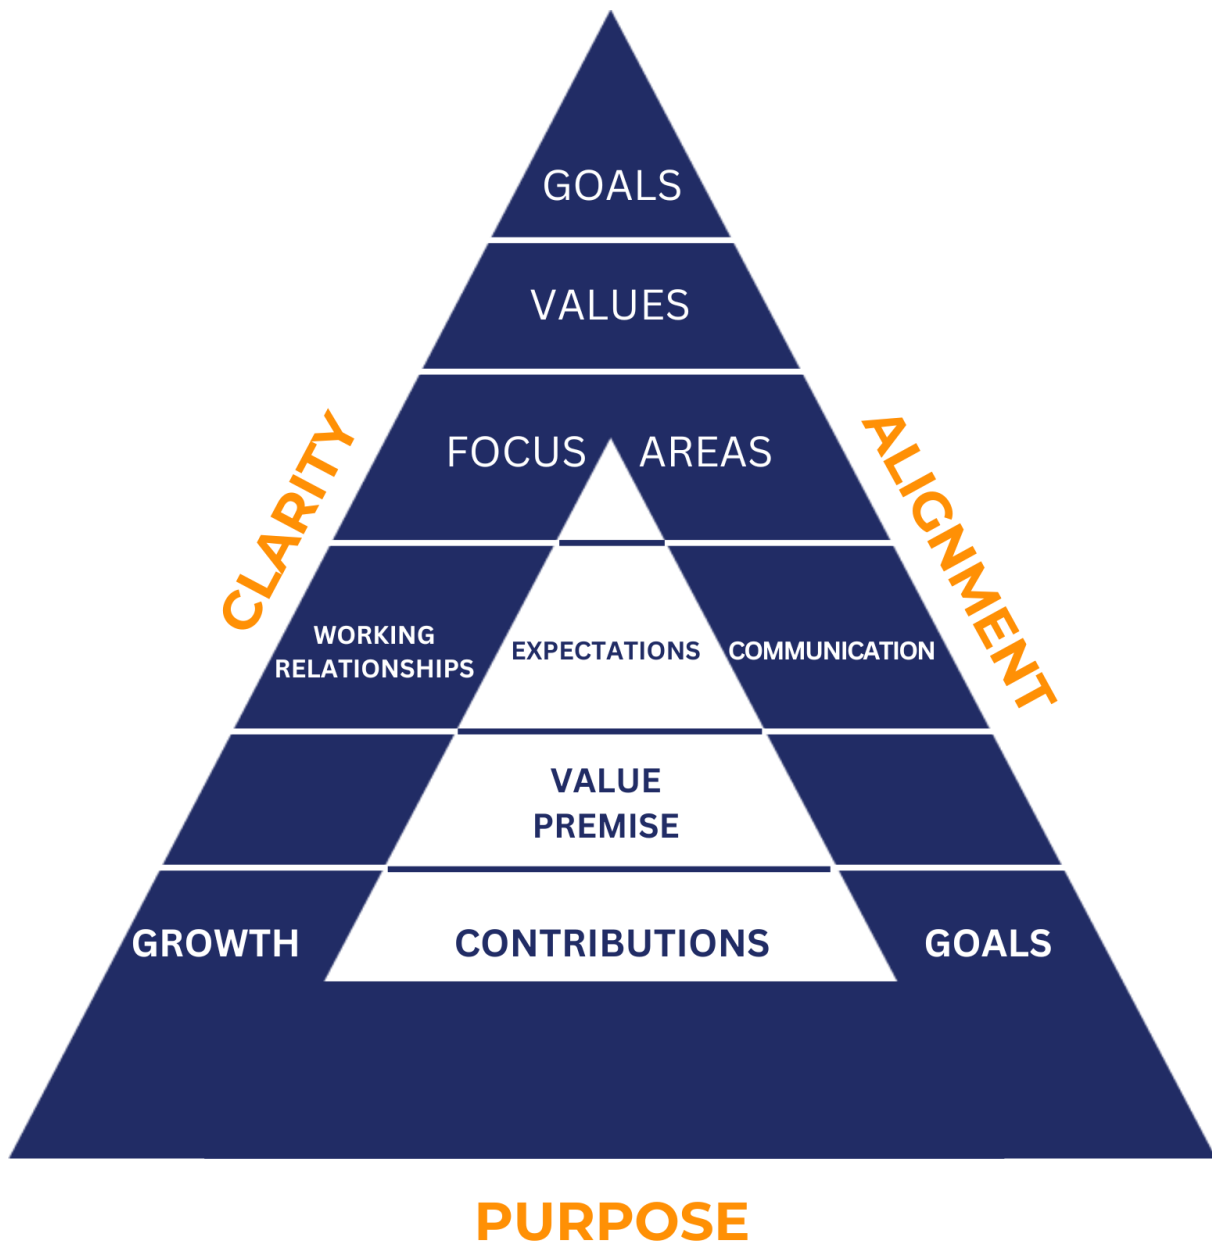 GOALS
VALUES
FOCUS AREAS
CLARITY
ALIGNMENT
WORKING
RELATIONSHIPS
EXPECTATIONS
COMMUNICATION
VALUE
PREMISE
GROWTH
CONTRIBUTIONS
GOALS
PURPOSE